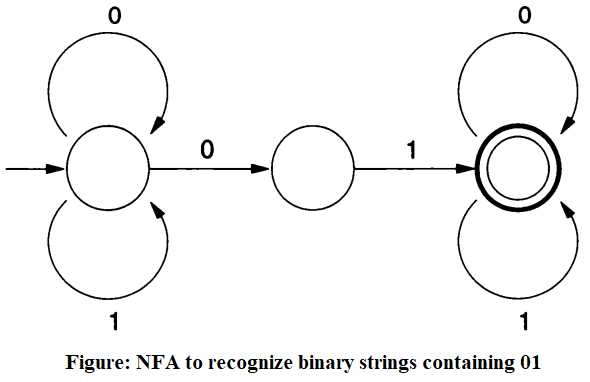 0 0
0 1
1 1
Figure: NFA to recognize binary strings containing 01